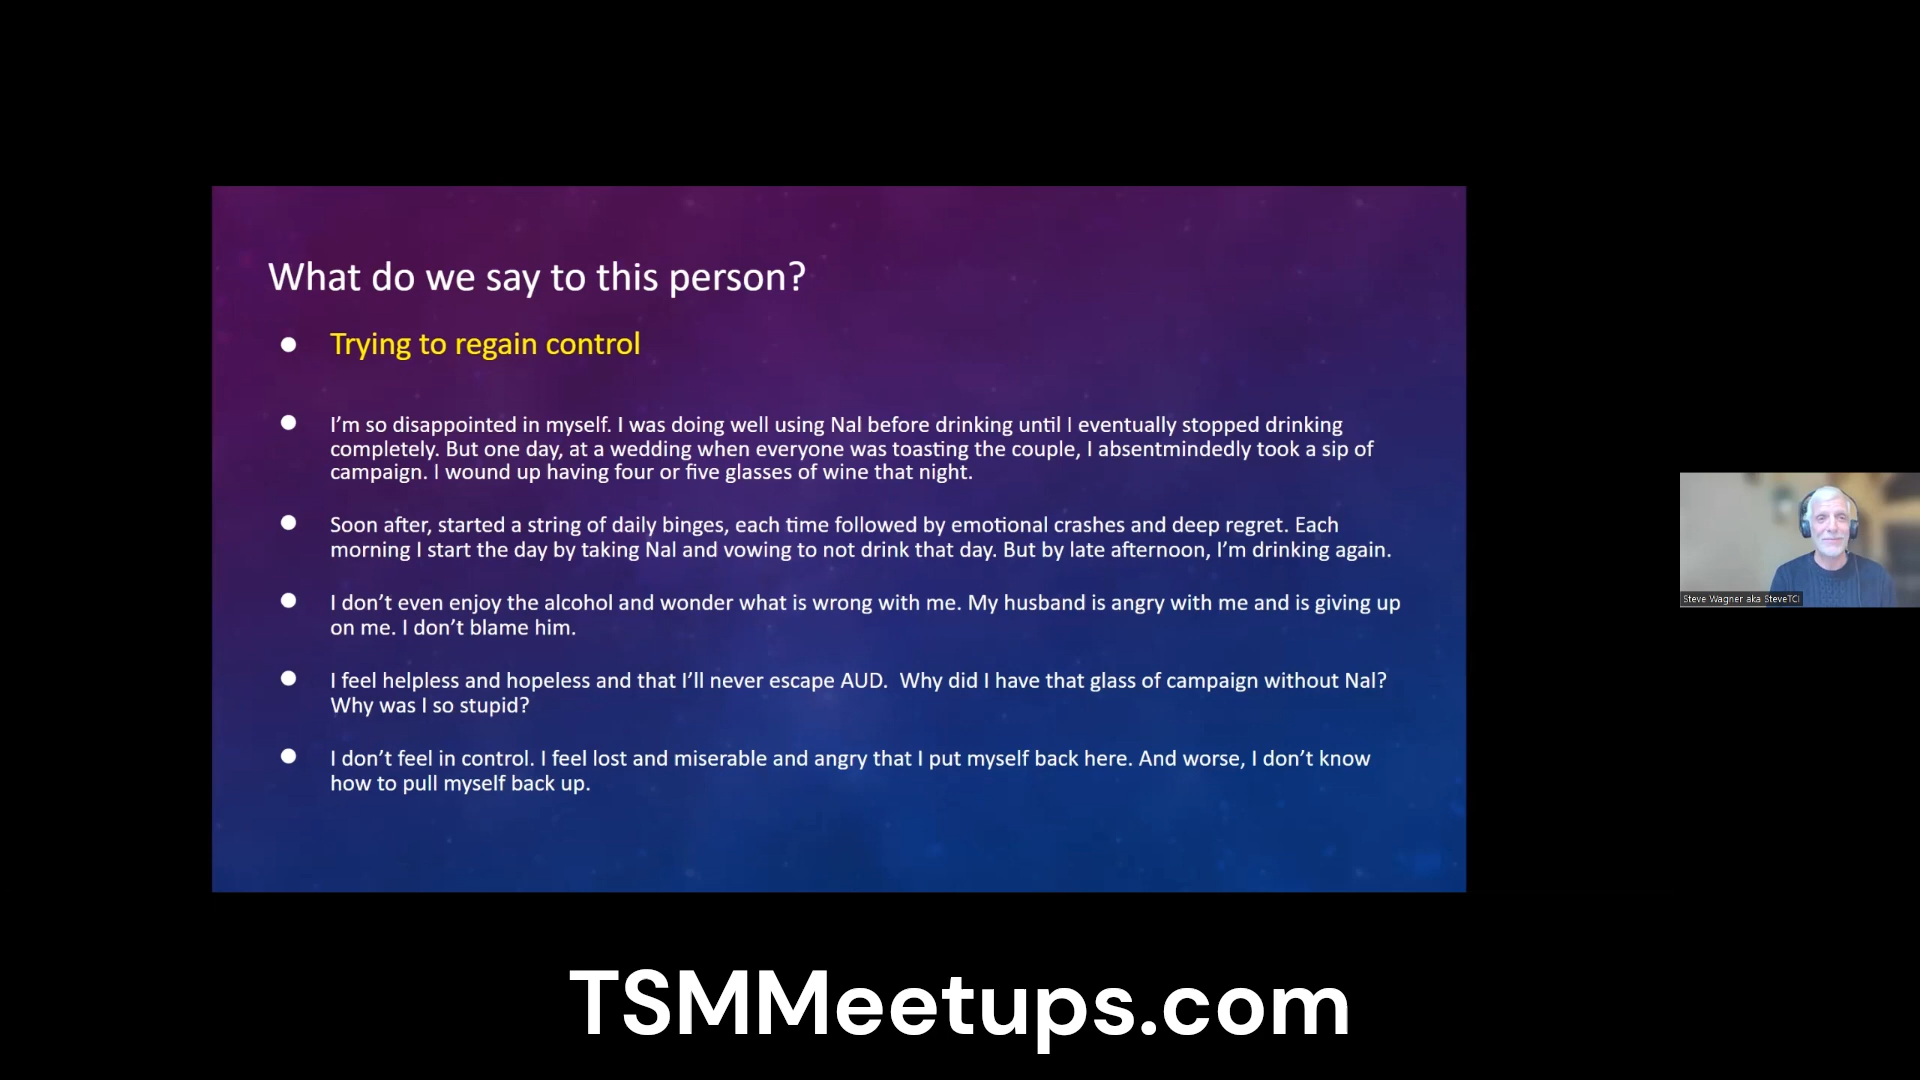 What do we say to this person?
Trying to regain control
I'm so disappointed in myself. I was doing well using Nal before drinking until I eventually stopped drinking
completely. But one day, at a wedding when everyone was toasting the couple, I absentmindedly took a sip of
campaign. I wound up having four or five glasses of wine that night.
Soon after, started a string of daily binges, each time followed by emotional crashes and deep regret. Each
morning I start the day by taking Nal and vowing to not drink that day. But by late afternoon, I'm drinking again.
I don't even enjoy the alcohol and wonder what is wrong with me. My husband is angry with me and is giving up
on me. I don't blame him.
I feel helpless and hopeless and that I'll never escape AUD.  Why did I have that glass of campaign without Nal?
Why was I so stupid?
I don't feel in control. I feel lost and miserable and angry that I put myself back here. And worse, I don't know
how to pull myself back up.
Steve Wagner aka SteveTCi
TSMMeetups.com